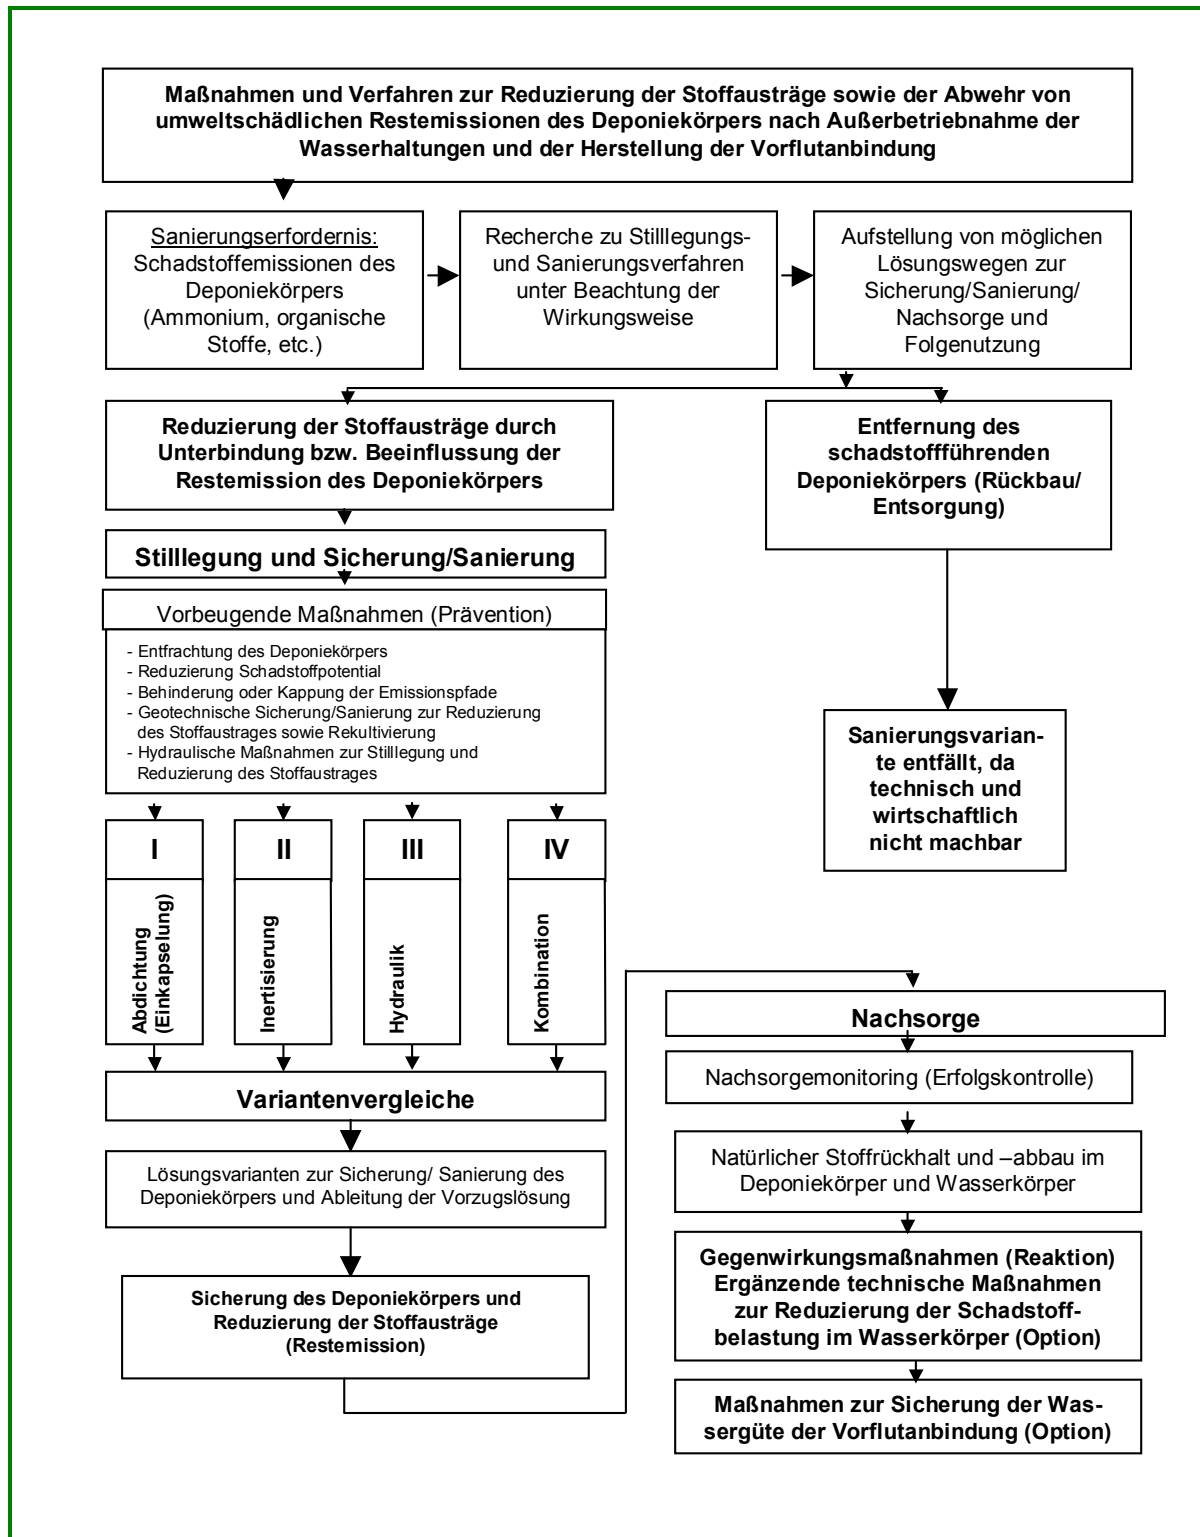 Maßnahmen und Verfahren zur Reduzierung der Stoffausträge sowie der Abwehr von
umweltschädlichen Restemissionen des Deponiekörpers nach Außerbetriebnahme der
Wasserhaltungen und der Herstellung der Vorflutanbindung
Sanierungserfordernis:
Schadstoffemissionen des
Deponiekörpers
(Ammonium, organische
Stoffe, etc.)
Recherche zu Stilllegungs-
und Sanierungsverfahren
unter Beachtung der
Wirkungsweise
Aufstellung von möglichen
Lösungswegen zur
Sicherung/Sanierung/
Nachsorge und
Folgenutzung
Reduzierung der Stoffausträge durch
Unterbindung bzw. Beeinflussung der
Restemission des Deponiekörpers
Entfernung des
schadstoffführenden
Deponiekörpers (Rückbau/
Entsorgung)
Stilllegung und Sicherung/Sanierung
Vorbeugende Maßnahmen (Prävention)
- Entfrachtung des Deponiekörpers
- Reduzierung Schadstoffpotential
- Behinderung oder Kappung der Emissionspfade
- Geotechnische Sicherung/Sanierung zur Reduzierung
des Stoffaustrages sowie Rekultivierung
- Hydraulische Maßnahmen zur Stilllegung und
Reduzierung des Stoffaustrages
Sanierungsvarian-
te entfällt, da
technisch und
wirtschaftlich
nicht machbar
I
II
III
IV
Abdichtung
(Einkapselung)
Inertisierung
Hydraulik
Kombination
Variantenvergleiche
Lösungsvarianten zur Sicherung/ Sanierung des
Deponiekörpers und Ableitung der Vorzugslösung
Sicherung des Deponiekörpers und
Reduzierung der Stoffausträge
(Restemission)
Nachsorge
Nachsorgemonitoring (Erfolgskontrolle)
Natürlicher Stoffrückhalt und –abbau im
Deponiekörper und Wasserkörper
Gegenwirkungsmaßnahmen (Reaktion)
Ergänzende technische Maßnahmen
zur Reduzierung der Schadstoff-
belastung im Wasserkörper (Option)
Maßnahmen zur Sicherung der Was-
sergüte der Vorflutanbindung (Option)